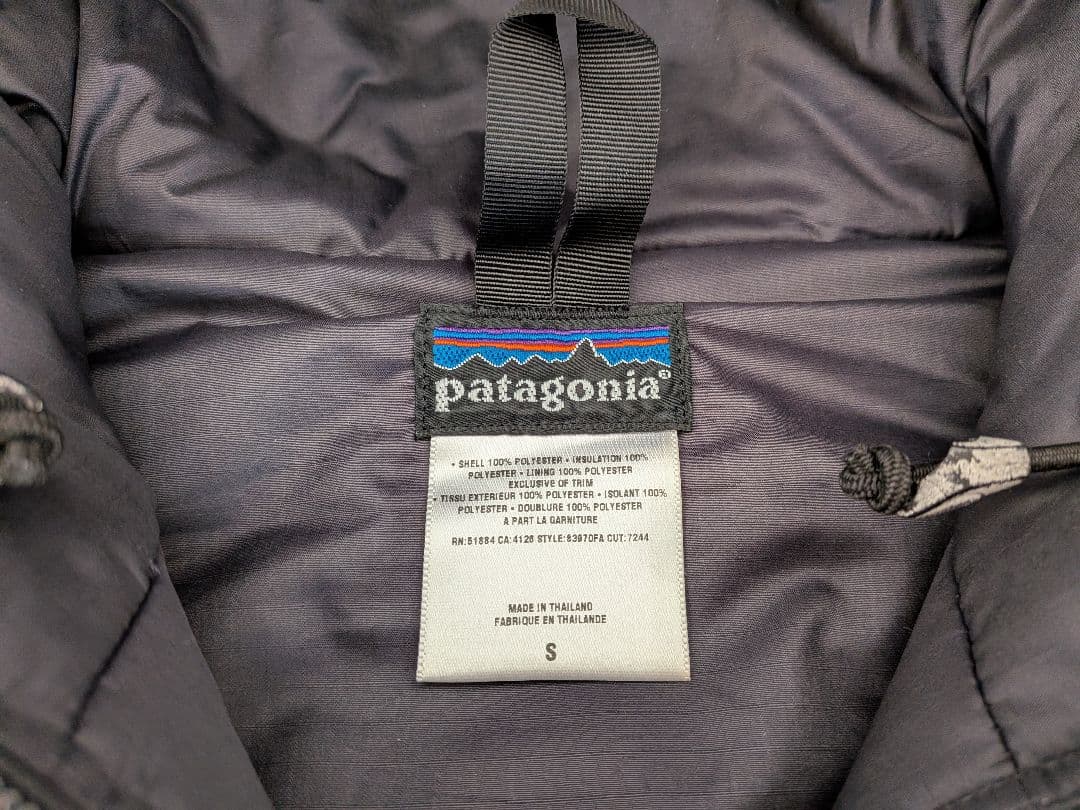 patagonia®
• SHELL 100% POLYESTER • INSULATION 100%
POLYESTER • LINING 100% POLYESTER
EXCLUSIVE OF TRIM
• TISSU EXTERIEUR 100% POLYESTER • ISOLANT 100%
POLYESTER • DOUBLURE 100% POLYESTER
A PART LA GARNITURE
RN:51884 CA:4126 STYLE:83970FA CUT:7244
MADE IN THAILAND
FABRIQUE EN THAILANDE
S